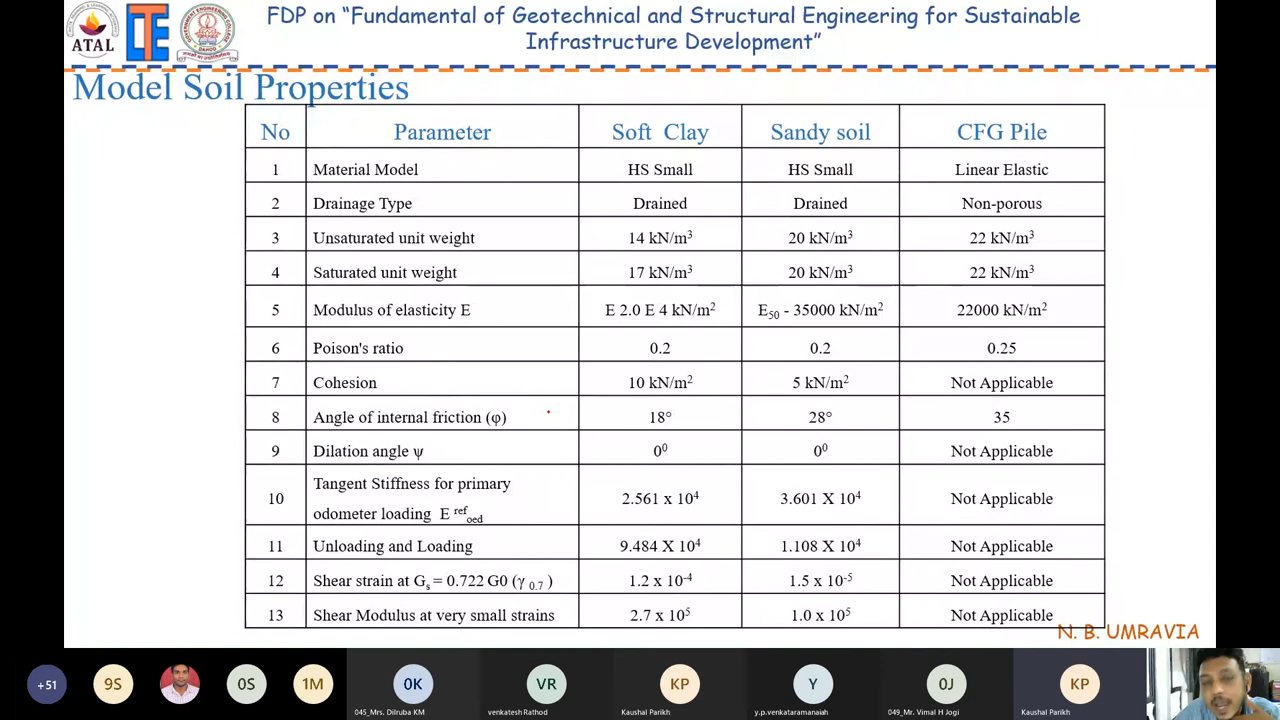 FDP on “Fundamental of Geotechnical and Structural Engineering for Sustainable
Infrastructure Development”
ATAL
Model Soil Properties
No Parameter Soft Clay Sandy soil CFG Pile
1 Material Model HS Small HS Small Linear Elastic
2 Drainage Type Drained Drained Non-porous
3 Unsaturated unit weight 14 kN/m³ 20 kN/m³ 22 kN/m³
4 Saturated unit weight 17 kN/m³ 20 kN/m³ 22 kN/m³
5 Modulus of elasticity E E 2.0 E 4 kN/m² E₅₀ - 35000 kN/m² 22000 kN/m²
6 Poison's ratio 0.2 0.2 0.25
7 Cohesion 10 kN/m² 5 kN/m² Not Applicable
8 Angle of internal friction (φ) 18° 28° 35
9 Dilation angle ψ 0⁰ 0⁰ Not Applicable
10 Tangent Stiffness for primary
odometer loading E ref oed 2.561 x 10⁴ 3.601 X 10⁴ Not Applicable
11 Unloading and Loading 9.484 X 10⁴ 1.108 X 10⁴ Not Applicable
12 Shear strain at Gₛ = 0.722 G0 (γ 0.7 ) 1.2 x 10⁻⁴ 1.5 x 10⁻⁵ Not Applicable
13 Shear Modulus at very small strains 2.7 x 10⁵ 1.0 x 10⁵ Not Applicable
N. B. UMRAVIA
+51 9S 0S 1M 0K VR KP Y 0J KP
045_Mrs. Dilruba KM venkatesh Rathod Kaushal Parikh y.p.venkataramanaiah 049_Mr. Vimal H Jogi Kaushal Parikh